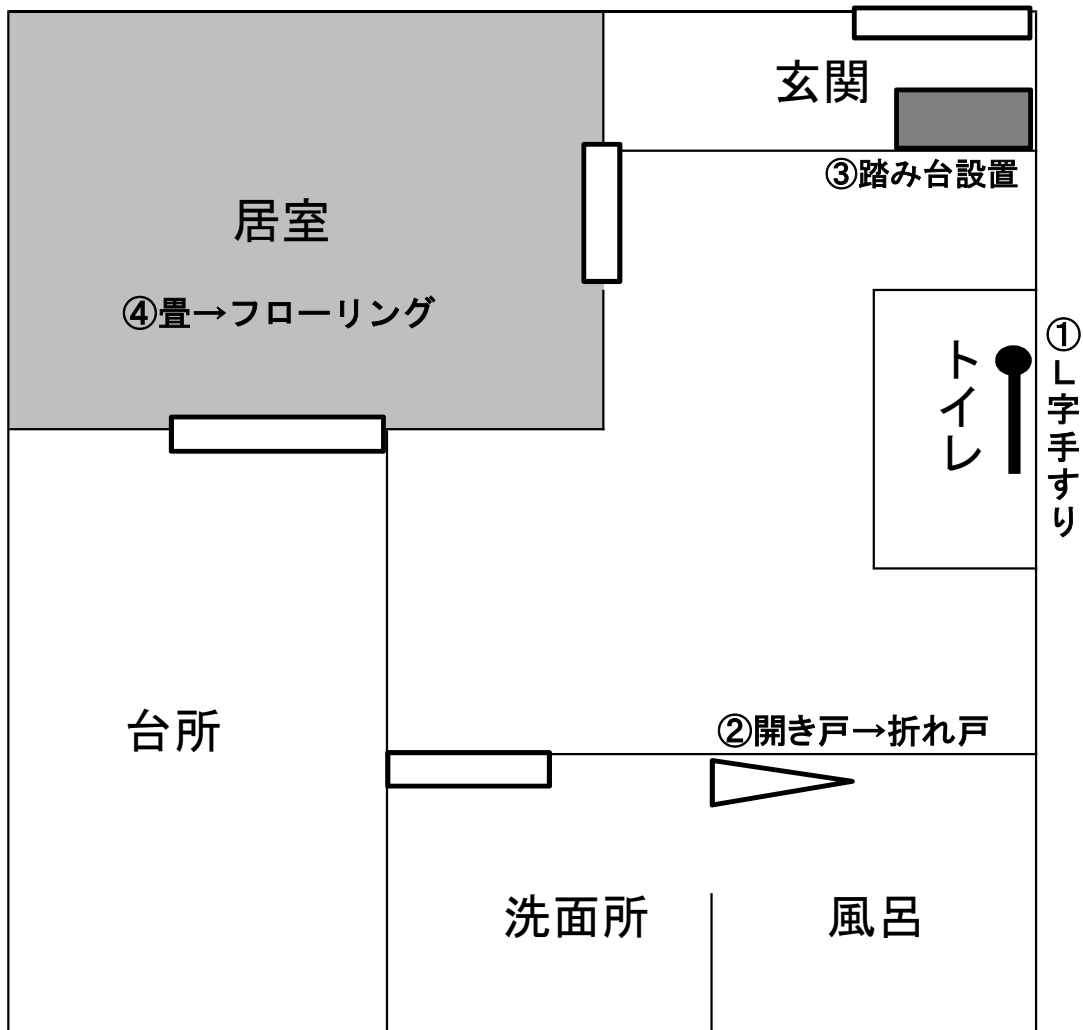 玄関
③踏み台設置
居室
④畳→フローリング
トイレ
①L字手すり
台所
②開き戸→折れ戸
洗面所
風呂